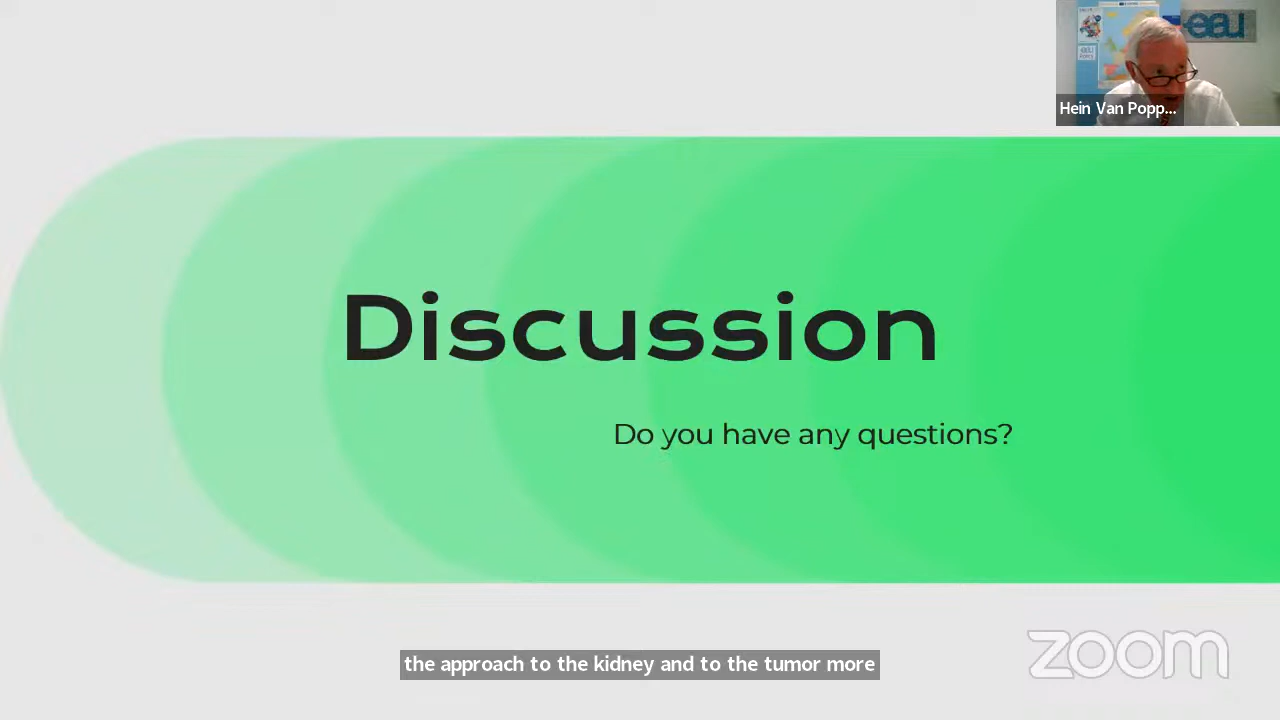 eau
Hein Van Popp...
Discussion
Do you have any questions?
the approach to the kidney and to the tumor more
zoom